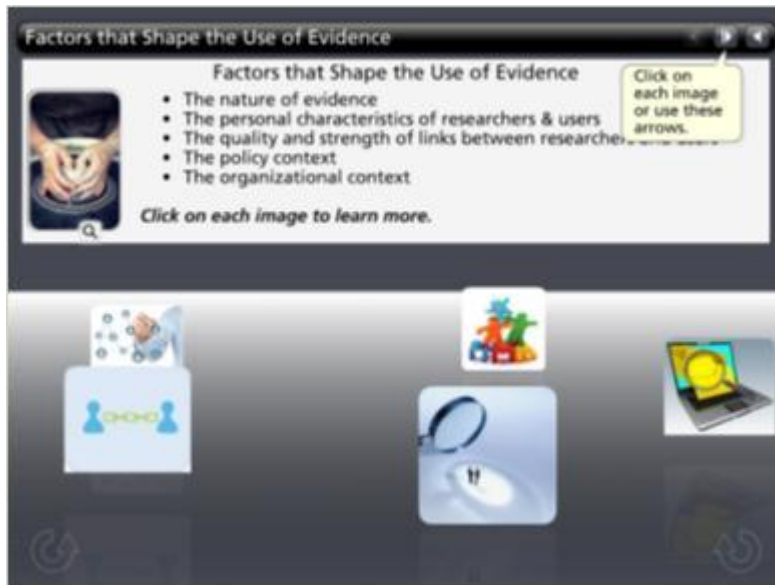 Factors that Shape the Use of Evidence
Factors that Shape the Use of Evidence
• The nature of evidence
• The personal characteristics of researchers & users
• The quality and strength of links between researchers and users
• The policy context
• The organizational context
Click on each image to learn more.
Click on
each image
or use these
arrows.